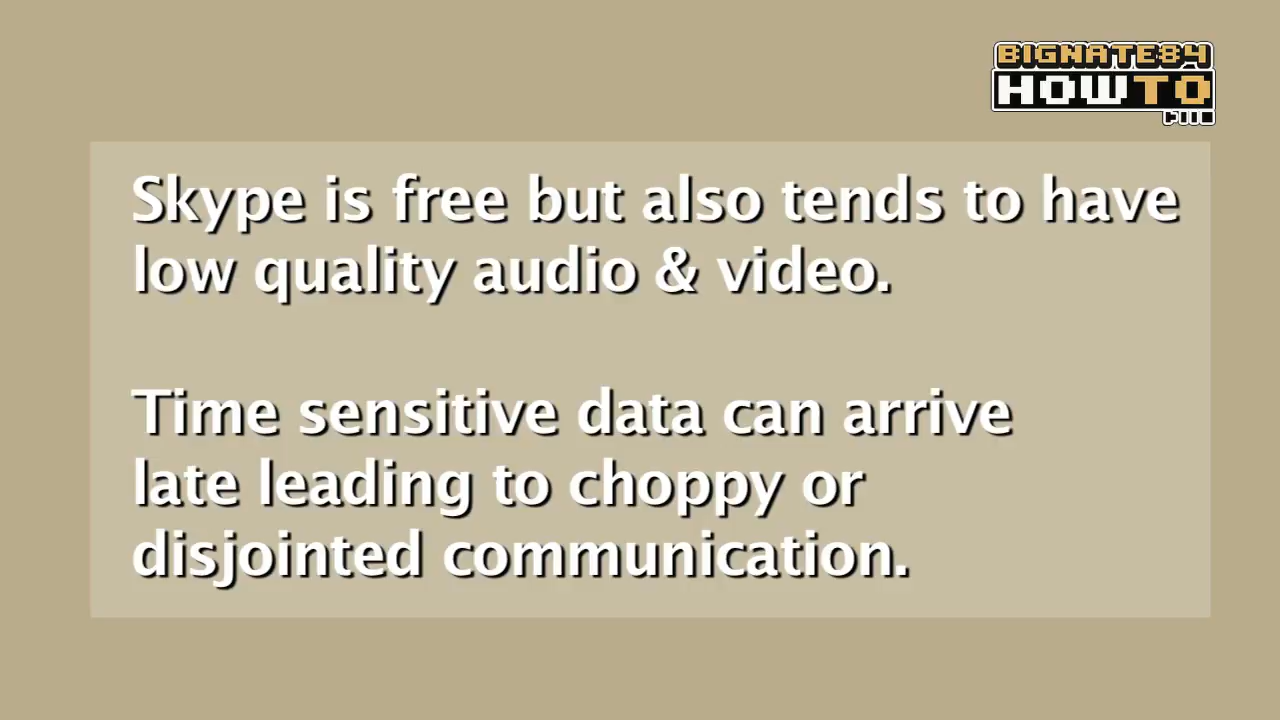 BIGNATE84
HOWTO
Skype is free but also tends to have
low quality audio & video.
Time sensitive data can arrive
late leading to choppy or
disjointed communication.